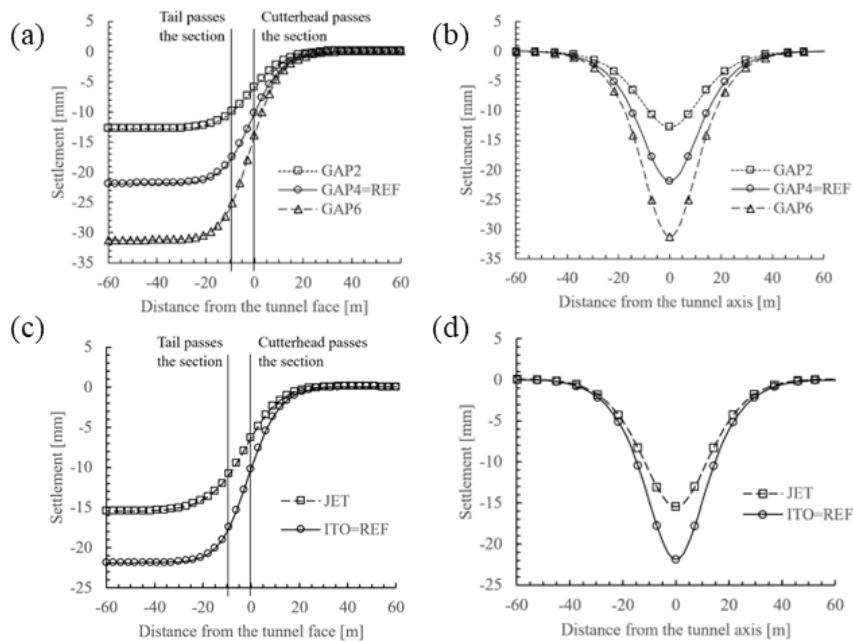 (a)
Tail passes
the section
Cutterhead passes
the section
Settlement [mm]
5
0
-5
-10
-15
-20
-25
-30
-35
GAP2
GAP4=REF
GAP6
-60 -40 -20 0 20 40 60
Distance from the tunnel face [m]
(b)
Settlement [mm]
5
0
-5
-10
-15
-20
-25
-30
-35
GAP2
GAP4=REF
GAP6
-60 -40 -20 0 20 40 60
Distance from the tunnel axis [m]
(c)
Tail passes
the section
Cutterhead passes
the section
Settlement [mm]
5
0
-5
-10
-15
-20
-25
JET
ITO=REF
-60 -40 -20 0 20 40 60
Distance from the tunnel face [m]
(d)
Settlement [mm]
5
0
-5
-10
-15
-20
-25
JET
ITO=REF
-60 -40 -20 0 20 40 60
Distance from the tunnel axis [m]